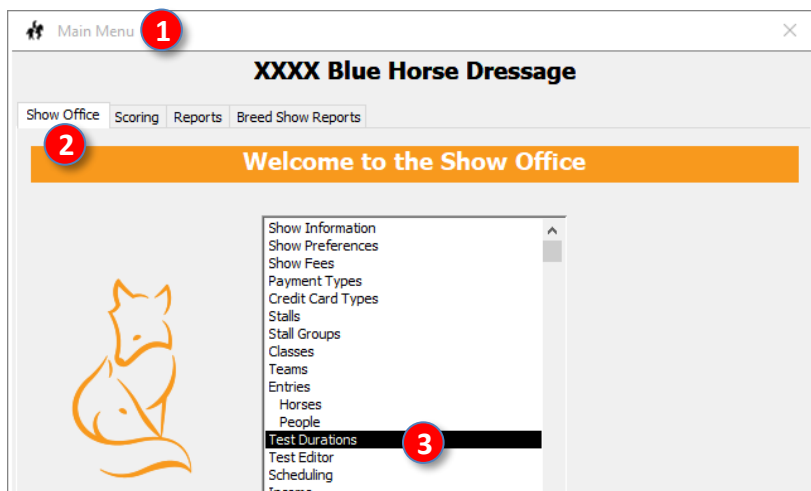 Main Menu 1
XXXX Blue Horse Dressage
Show Office Scoring Reports Breed Show Reports
2
Welcome to the Show Office
Show Information
Show Preferences
Show Fees
Payment Types
Credit Card Types
Stalls
Stall Groups
Classes
Teams
Entries
Horses
People
Test Durations 3
Test Editor
Scheduling